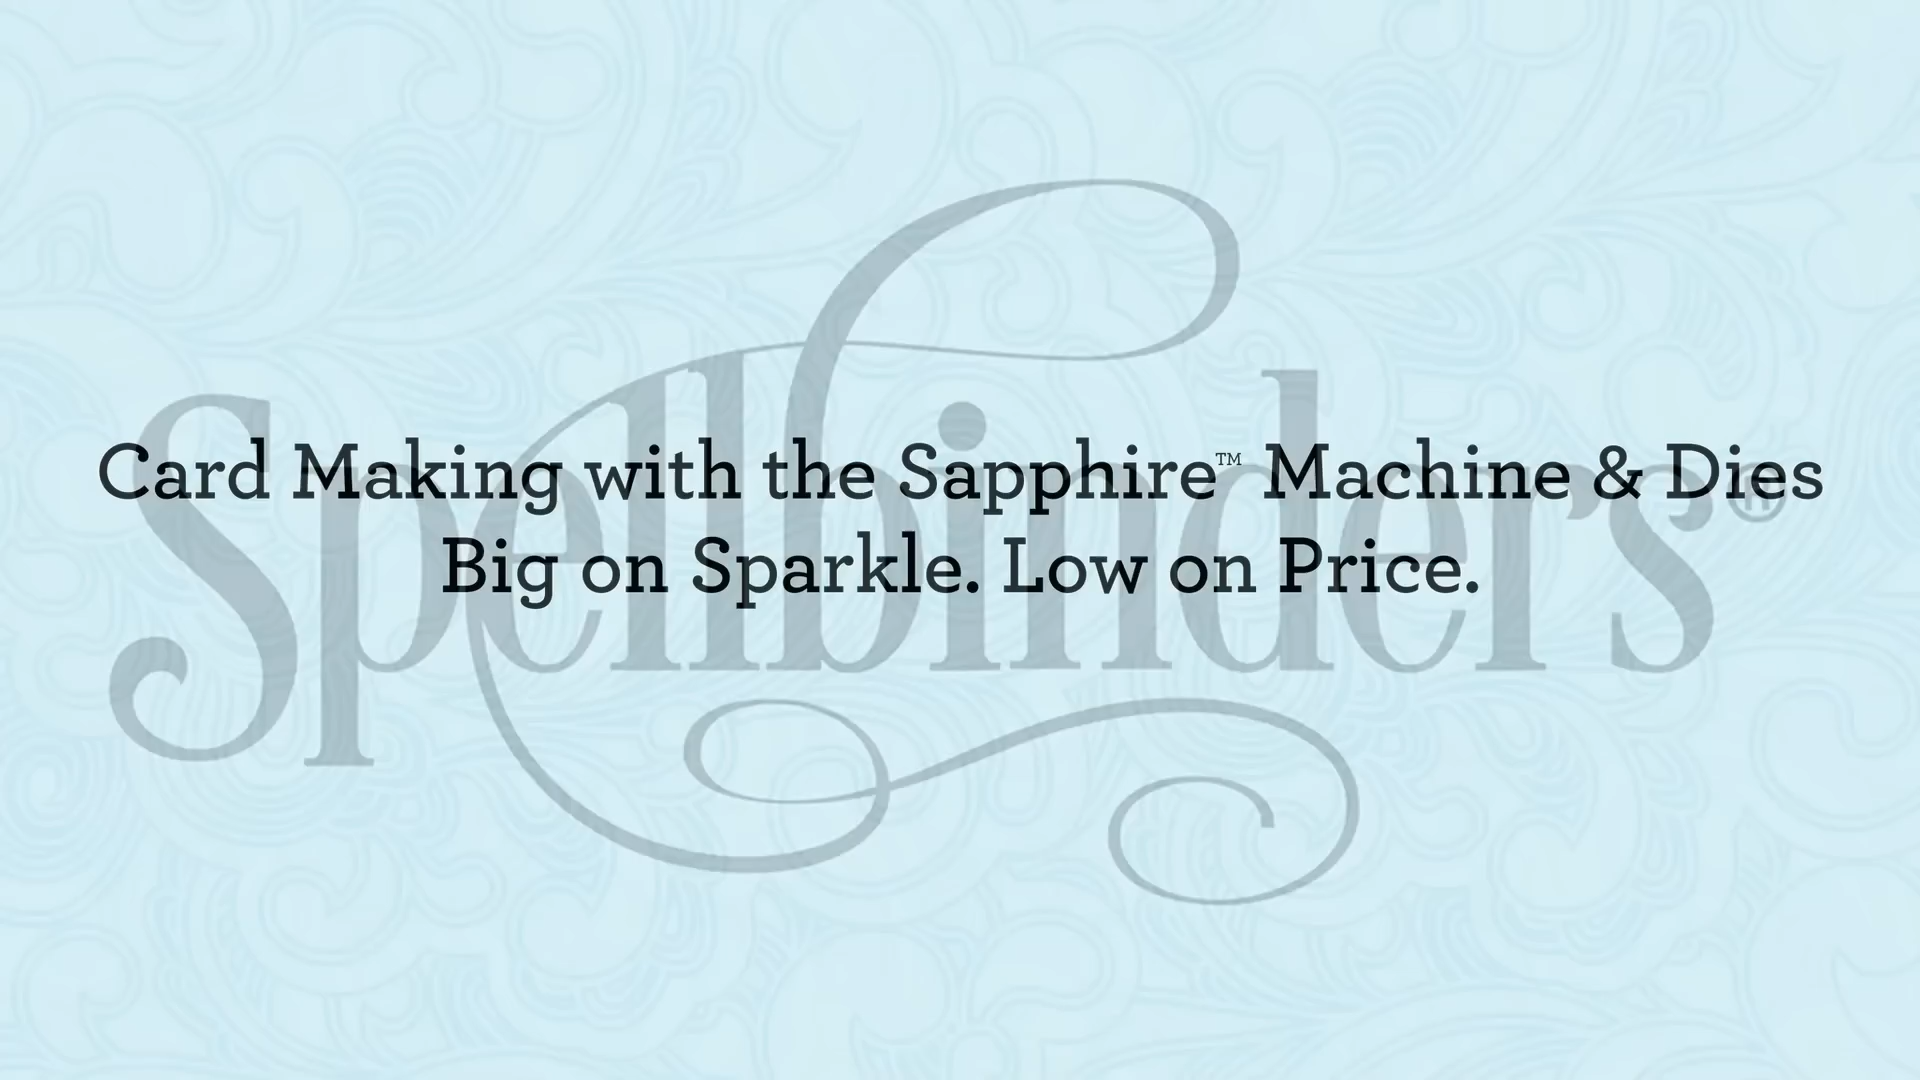 Card Making with the Sapphire™ Machine & Dies
Big on Sparkle. Low on Price.
Spellbinders®